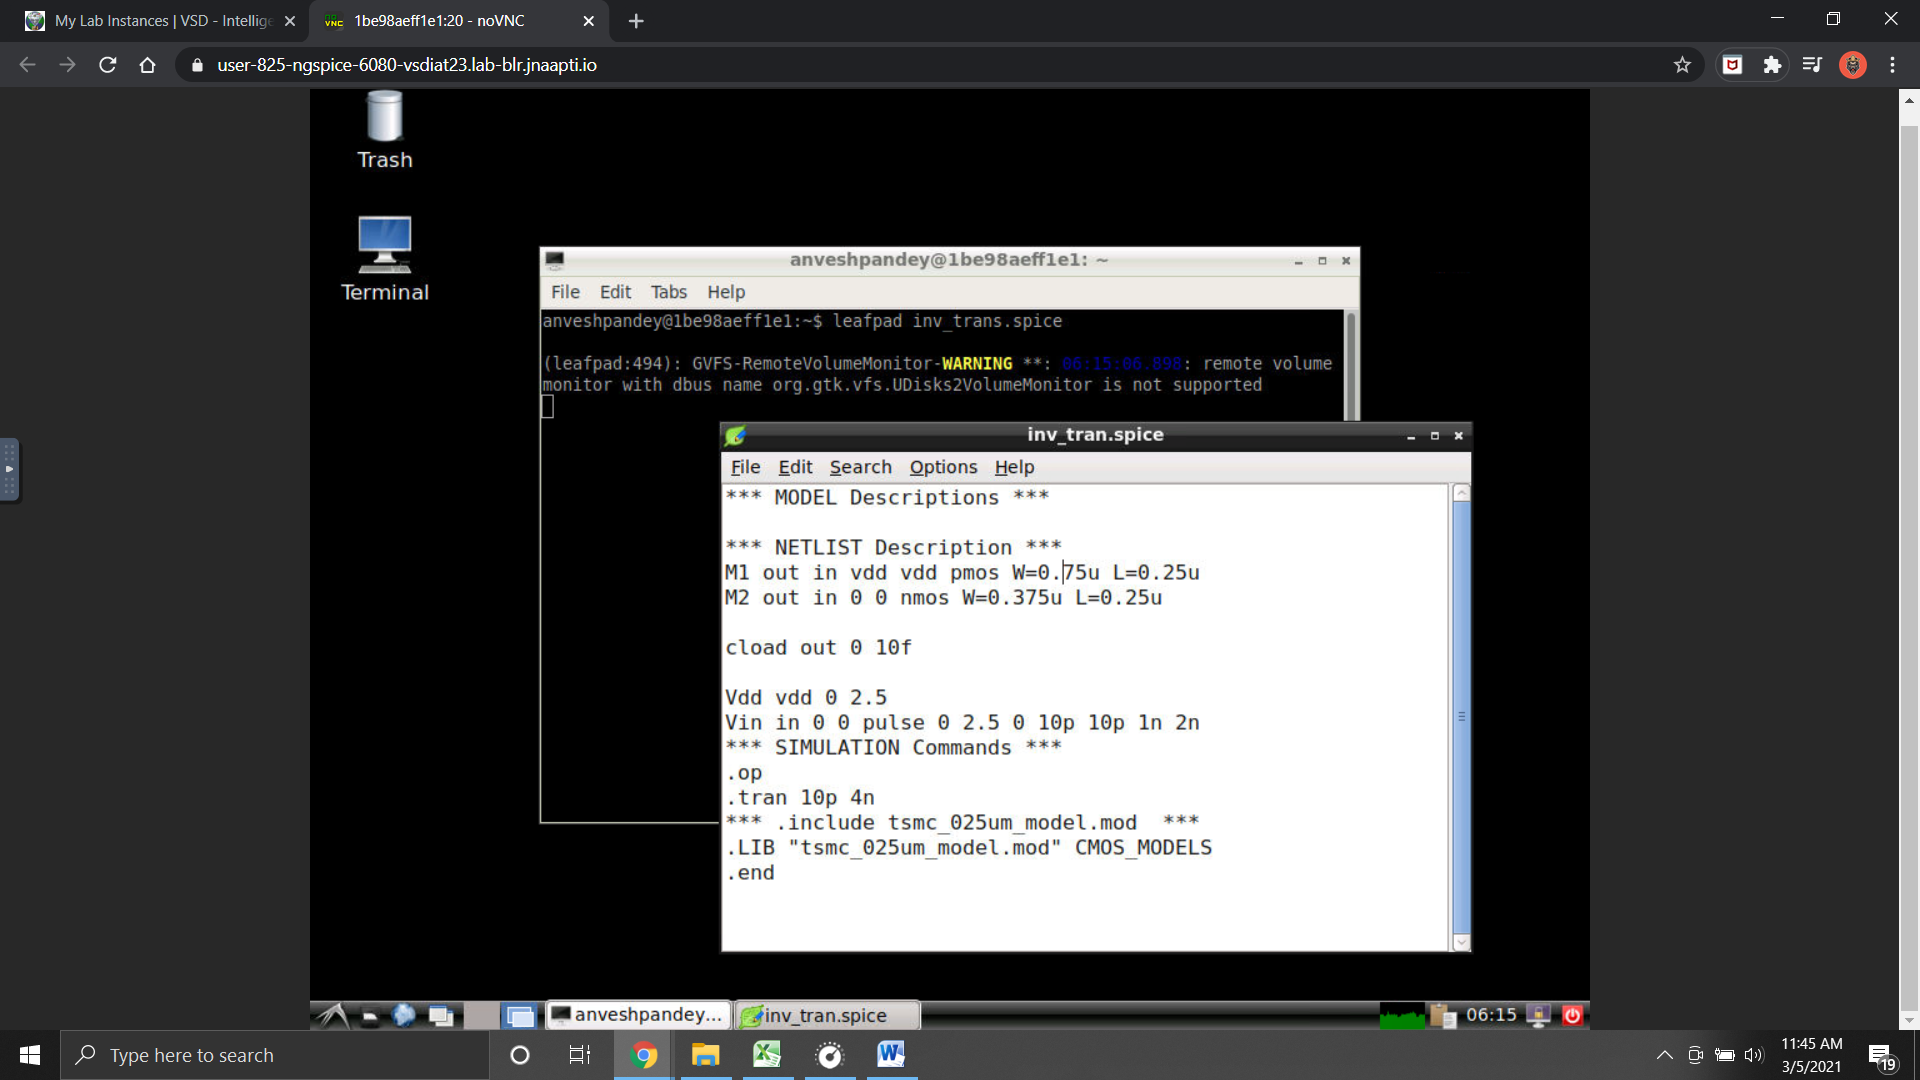 My Lab Instances | VSD - Intellige
1be98aeff1e1:20 - noVNC
user-825-ngspice-6080-vsdiat23.lab-blr.jnaapti.io
Trash
Terminal
anveshpandey@1be98aeff1e1: ~
File Edit Tabs Help
anveshpandey@1be98aeff1e1:~$ leafpad inv_trans.spice
(leafpad:494): GVFS-RemoteVolumeMonitor-WARNING **: 06:15:06.898: remote volume
monitor with dbus name org.gtk.vfs.UDisks2VolumeMonitor is not supported
inv_tran.spice
File Edit Search Options Help
*** MODEL Descriptions ***
*** NETLIST Description ***
M1 out in vdd vdd pmos W=0.75u L=0.25u
M2 out in 0 0 nmos W=0.375u L=0.25u
cload out 0 10f
Vdd vdd 0 2.5
Vin in 0 0 pulse 0 2.5 0 10p 10p 1n 2n
*** SIMULATION Commands ***
.op
.tran 10p 4n
*** .include tsmc_025um_model.mod ***
.LIB "tsmc_025um_model.mod" CMOS_MODELS
.end
anveshpandey...
inv_tran.spice
06:15
Type here to search
11:45 AM
3/5/2021
19